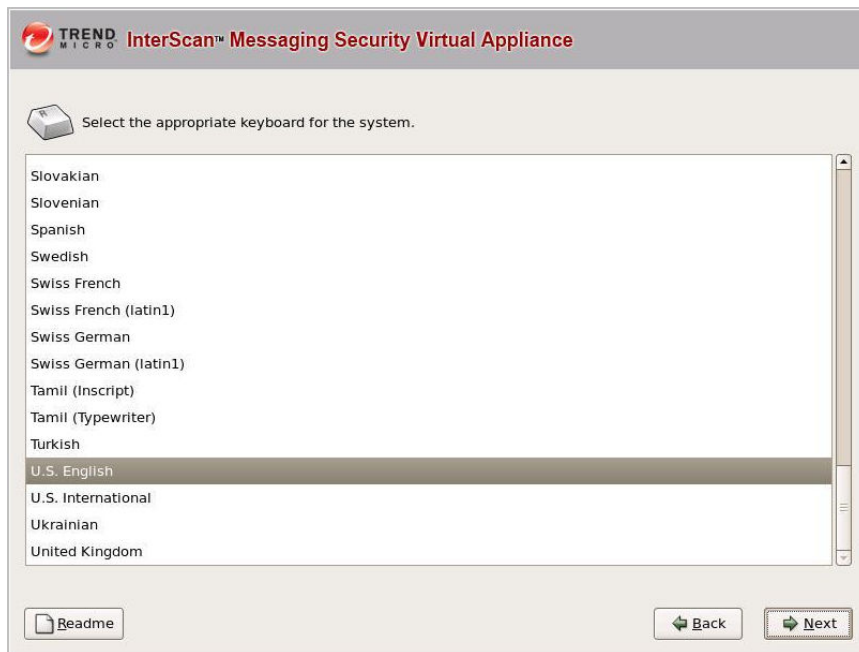 TREND MICRO InterScan™ Messaging Security Virtual Appliance
Select the appropriate keyboard for the system.
Slovakian
Slovenian
Spanish
Swedish
Swiss French
Swiss French (latin1)
Swiss German
Swiss German (latin1)
Tamil (Inscript)
Tamil (Typewriter)
Turkish
U.S. English
U.S. International
Ukrainian
United Kingdom
Readme Back Next